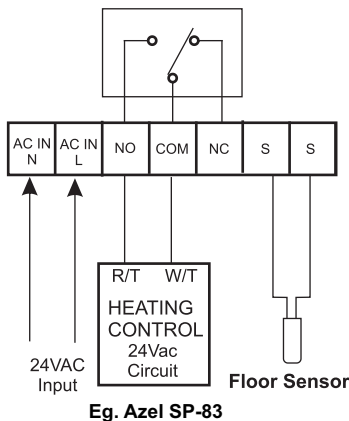 AC IN
N
AC IN
L
NO
COM
NC
S
S
R/T
W/T
HEATING
CONTROL
24Vac
Circuit
24VAC
Input
Floor Sensor
Eg. Azel SP-83